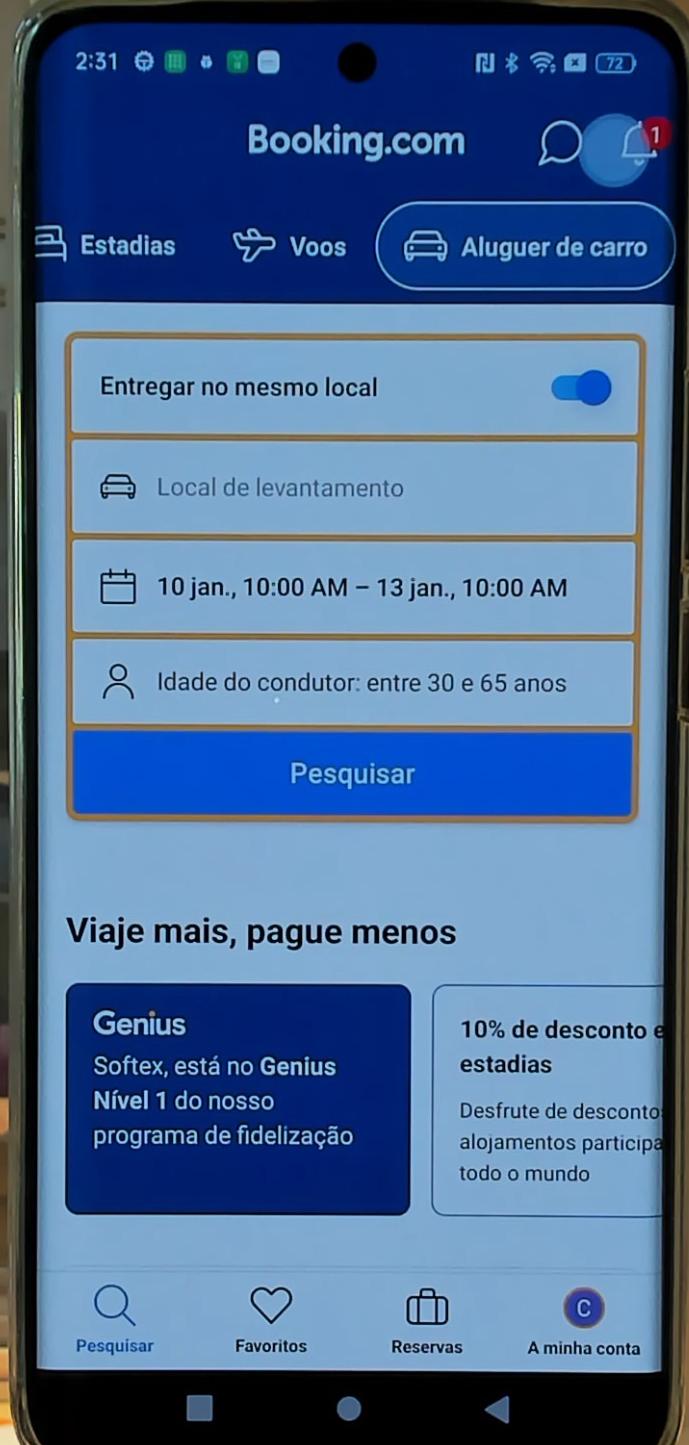 2:31
72
Booking.com
1
Estadias
Voos
Aluguer de carro
Entregar no mesmo local
Local de levantamento
10 jan., 10:00 AM – 13 jan., 10:00 AM
Idade do condutor: entre 30 e 65 anos
Pesquisar
Viaje mais, pague menos
Genius
Softex, está no Genius
Nível 1 do nosso
programa de fidelização
10% de desconto
estadias
Desfrute de
alojamentos
todo o mundo
Pesquisar
Favoritos
Reservas
C
A minha conta